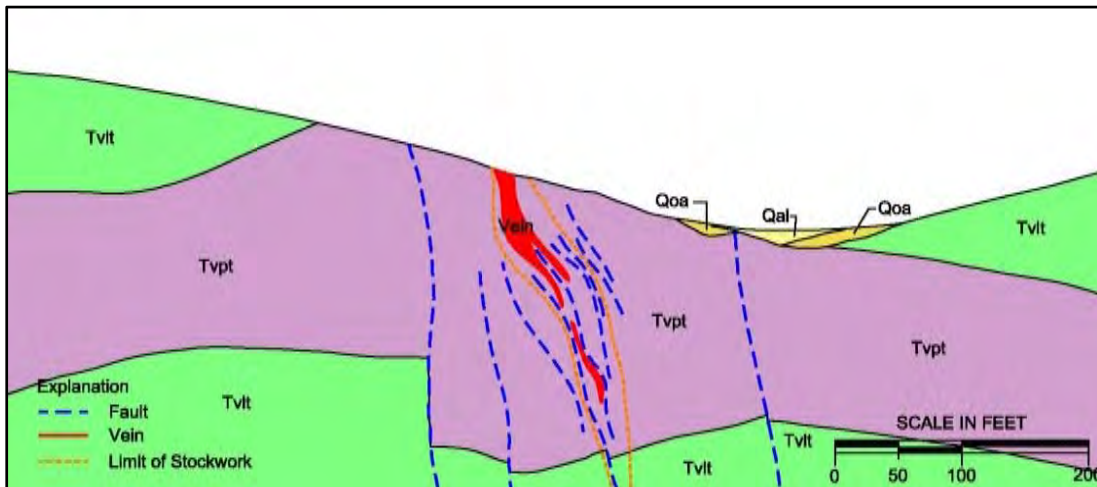 Tvlt
Qoa
Qal
Qoa
Tvlt
Vein
Tvpt
Tvpt
Tvpt
Tvlt
Tvlt
Tvlt
Explanation
Fault
Vein
Limit of Stockwork
SCALE IN FEET
0 50 100 200